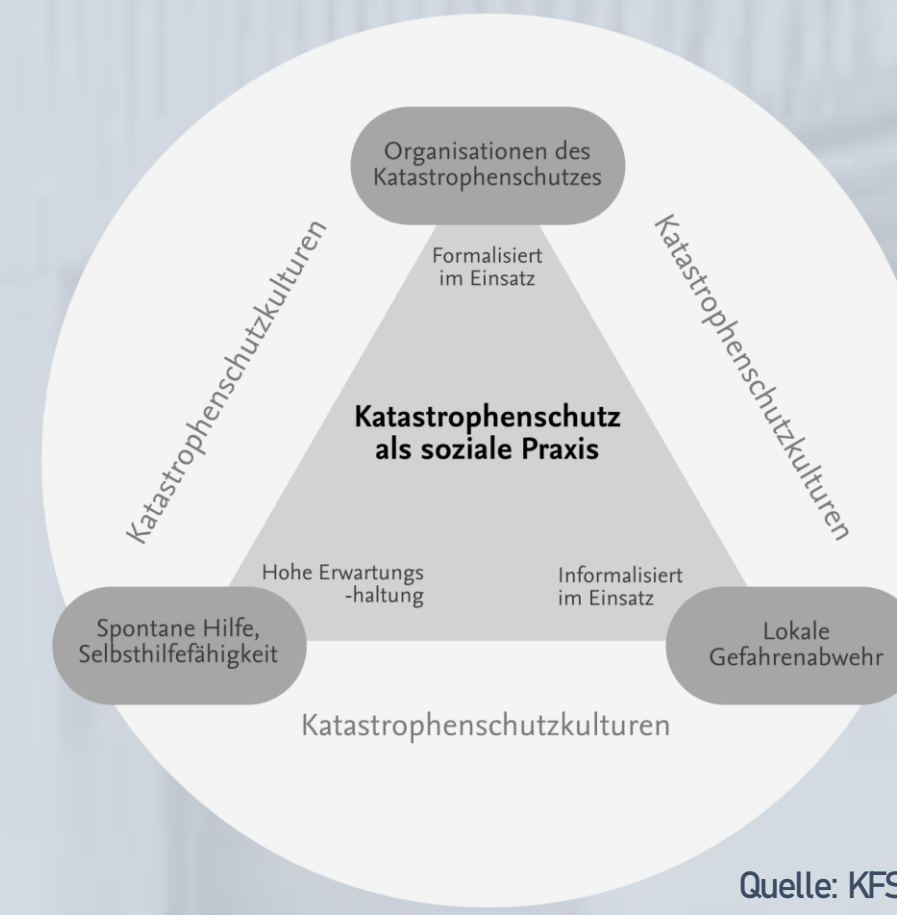 Organisationen des
Katastrophenschutzes
Katastrophenschutzkulturen
Katastrophenschutzkulturen
Formalisiert
im Einsatz
Katastrophenschutz
als soziale Praxis
Hohe Erwartungs
-haltung
Informalisiert
im Einsatz
Spontane Hilfe,
Selbsthilfefähigkeit
Lokale
Gefahrenabwehr
Katastrophenschutzkulturen
Quelle: KFS